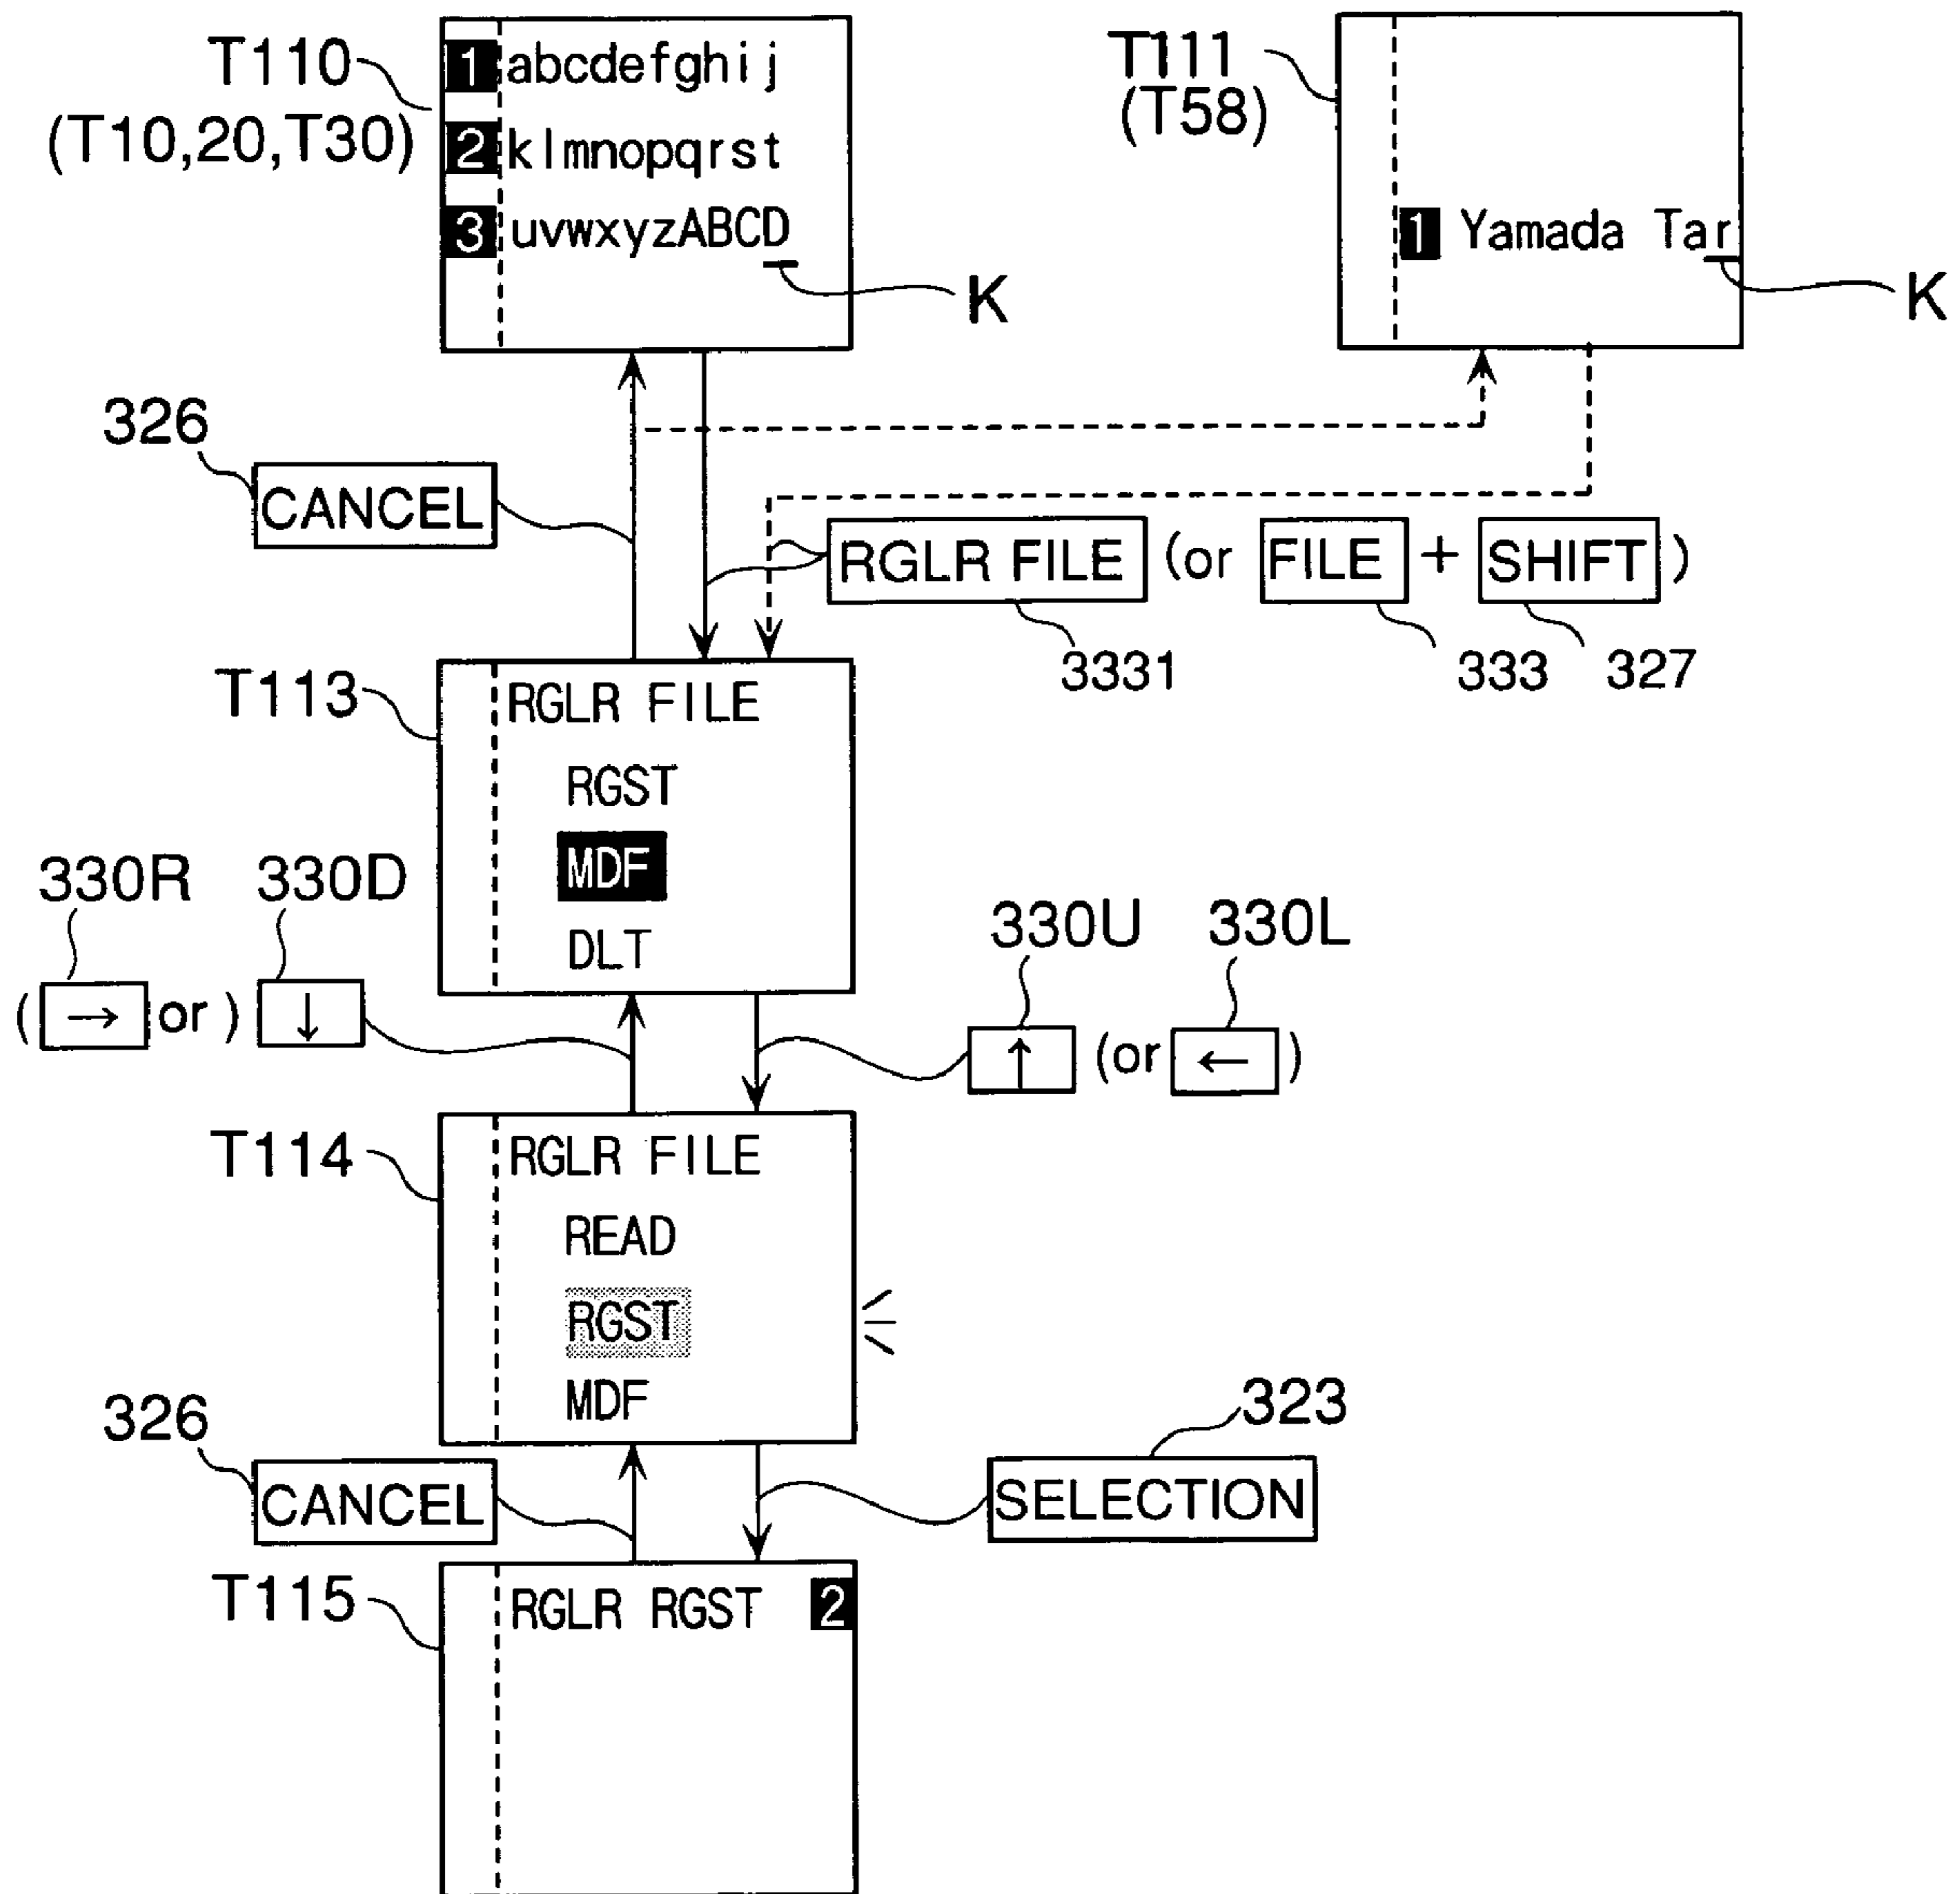 T110
(T10,20,T30)
1 abcdefghij
2 klmnopqrst
3 uvwxyzABCD
K
T111
(T58)
1 Yamada Tar
K
326
CANCEL
RGLR FILE (or FILE + SHIFT)
3331 333 327
T113
RGLR FILE
RGST
MDF
DLT
330R 330D
(→ or) ↓
330U 330L
↑ (or ←)
T114
RGLR FILE
READ
RGST
MDF
326
CANCEL
323
SELECTION
T115
RGLR RGST 2